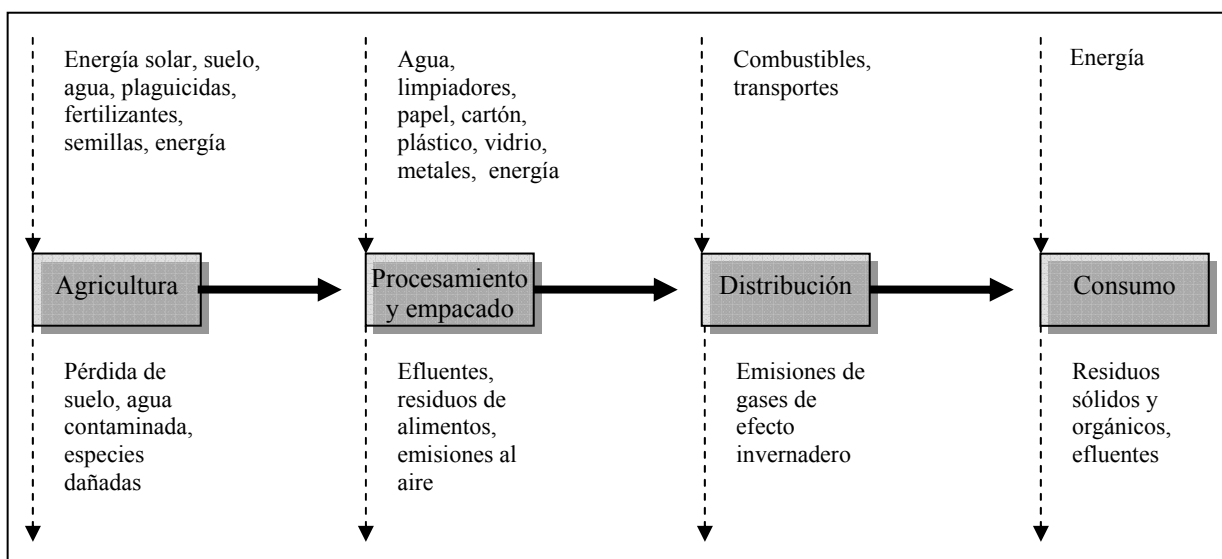 Energía solar, suelo,
agua, plaguicidas,
fertilizantes,
semillas, energía
Agua,
limpiadores,
papel, cartón,
plástico, vidrio,
metales, energía
Combustibles,
transportes
Energía
Agricultura
Procesamiento
y empacado
Distribución
Consumo
Pérdida de
suelo, agua
contaminada,
especies
dañadas
Efluentes,
residuos de
alimentos,
emisiones al
aire
Emisiones de
gases de
efecto
invernadero
Residuos
sólidos y
orgánicos,
efluentes